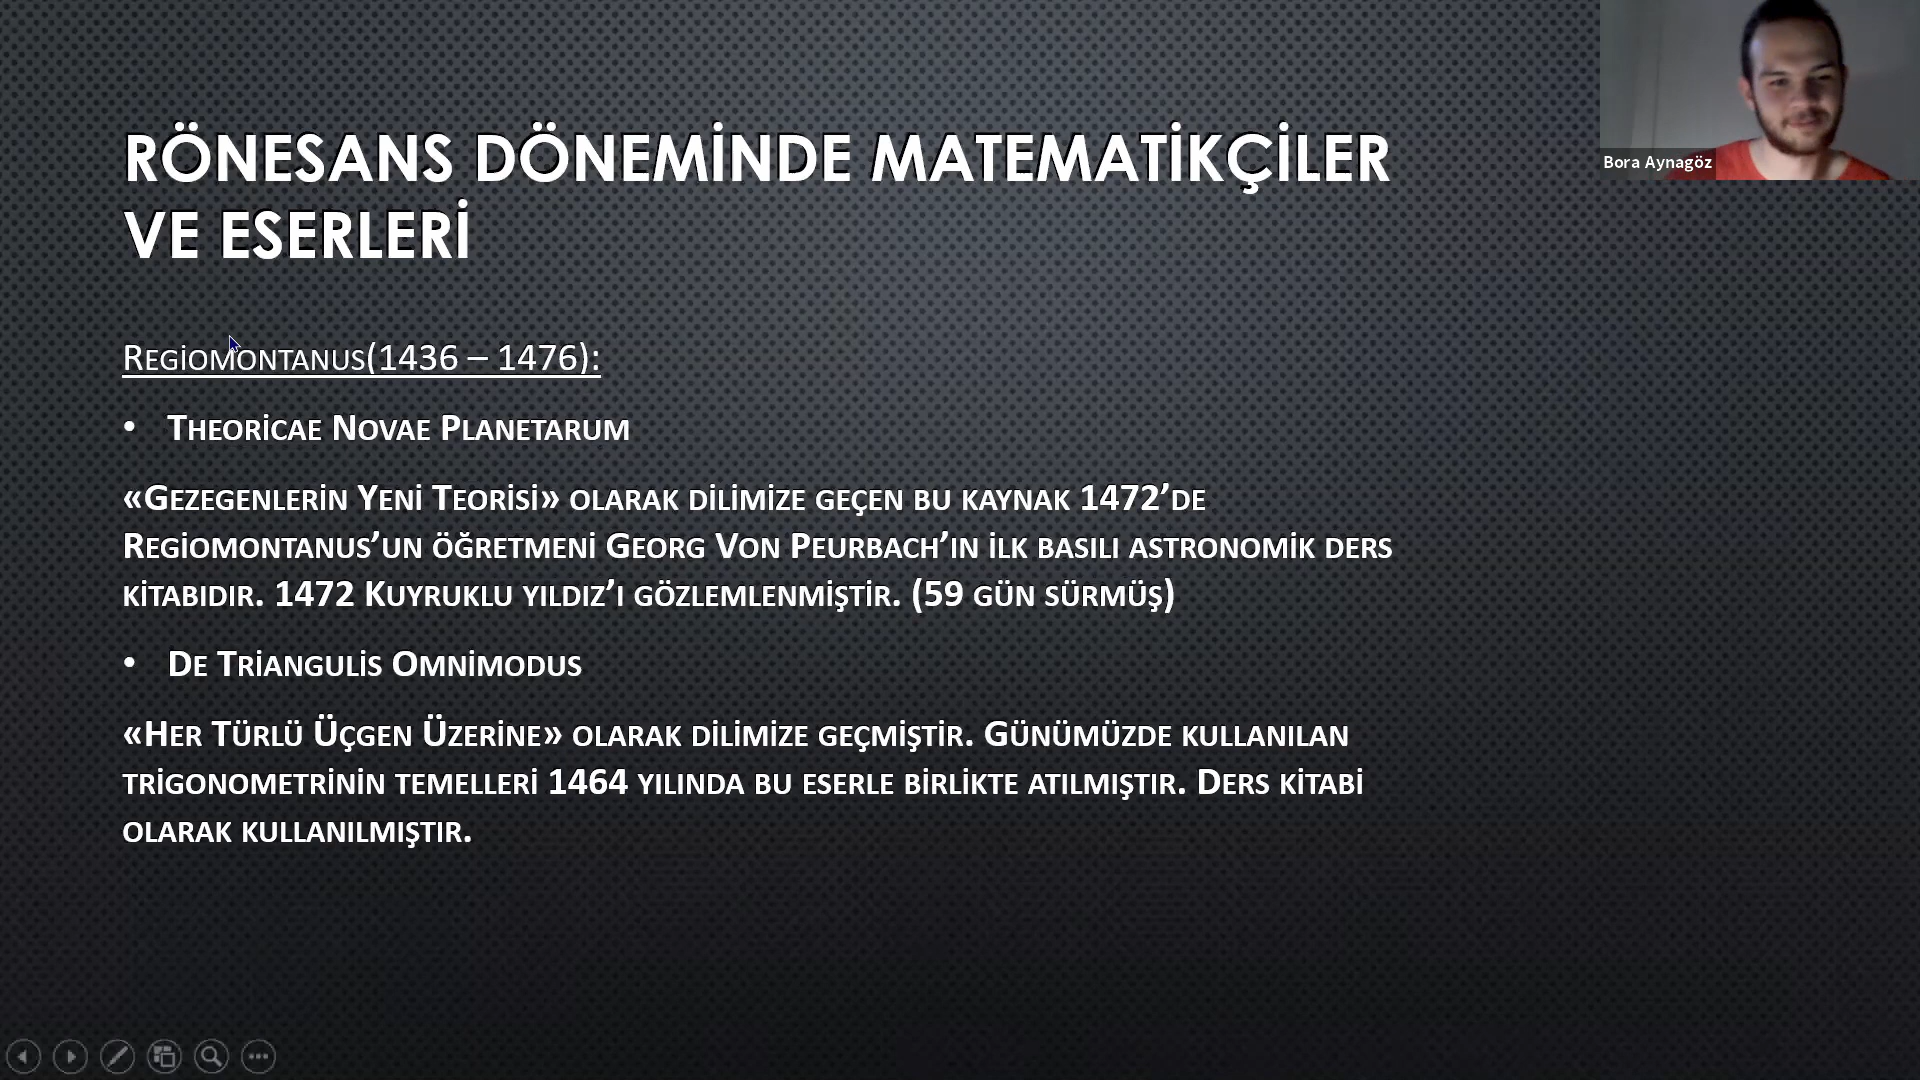 RÖNESANS DÖNEMİNDE MATEMATİKÇİLER
VE ESERLERİ
Bora Aynagöz
REGİOMONTANUS(1436 – 1476):
• THEORİCAE NOVAE PLANETARUM
«GEZEGENLERİN YENİ TEORİSİ» OLARAK DİLİMİZE GEÇEN BU KAYNAK 1472’DE
REGİOMONTANUS’UN ÖĞRETMENİ GEORG VON PEURBACH’IN İLK BASILI ASTRONOMİK DERS
KİTABIDIR. 1472 KUYRUKLU YILDIZ’I GÖZLEMLENMİŞTİR. (59 GÜN SÜRMÜŞ)
• DE TRİANGULİS OMNİMODUS
«HER TÜRLÜ ÜÇGEN ÜZERİNE» OLARAK DİLİMİZE GEÇMİŞTİR. GÜNÜMÜZDE KULLANILAN
TRİGONOMETRİNİN TEMELLERİ 1464 YILINDA BU ESERLE BİRLİKTE ATILMIŞTIR. DERS KİTABİ
OLARAK KULLANILMIŞTIR.